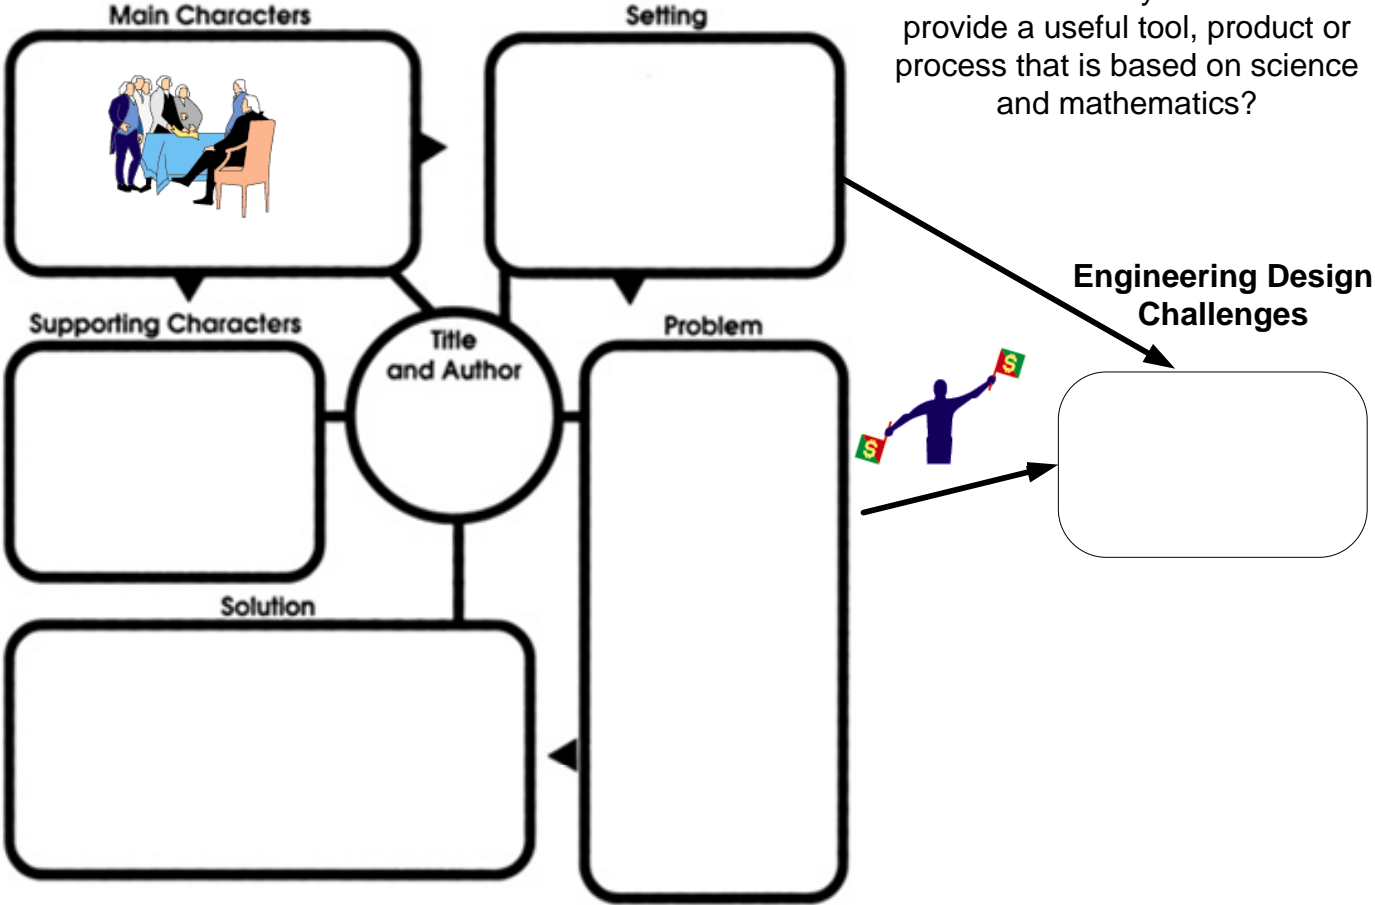 Main Characters
Setting
provide a useful tool, product or
process that is based on science
and mathematics?
Engineering Design
Challenges
Supporting Characters
Title
and Author
Problem
$
$
Solution